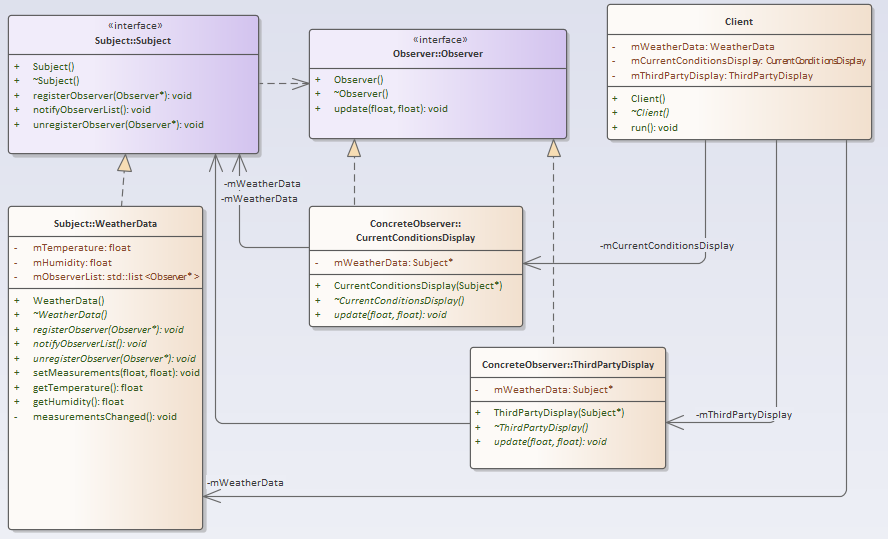 «interface»
Subject::Subject
+ Subject()
+ ~Subject()
+ registerObserver(Observer*): void
+ notifyObserverList(): void
+ unregisterObserver(Observer*): void
«interface»
Observer::Observer
+ Observer()
+ ~Observer()
+ update(float, float): void
Client
- mWeatherData: WeatherData
- mCurrentConditionsDisplay: CurrentConditionsDisplay
- mThirdPartyDisplay: ThirdPartyDisplay
+ Client()
+ ~Client()
+ run(): void
-mWeatherData
-mWeatherData
Subject::WeatherData
- mTemperature: float
- mHumidity: float
- mObserverList: std::list <Observer* >
+ WeatherData()
+ ~WeatherData()
+ registerObserver(Observer*): void
+ notifyObserverList(): void
+ unregisterObserver(Observer*): void
+ setMeasurements(float, float): void
+ getTemperature(): float
+ getHumidity(): float
- measurementsChanged(): void
ConcreteObserver::
CurrentConditionsDisplay
- mWeatherData: Subject*
+ CurrentConditionsDisplay(Subject*)
+ ~CurrentConditionsDisplay()
+ update(float, float): void
-mCurrentConditionsDisplay
ConcreteObserver::ThirdPartyDisplay
- mWeatherData: Subject*
+ ThirdPartyDisplay(Subject*)
+ ~ThirdPartyDisplay()
+ update(float, float): void
-mThirdPartyDisplay
-mWeatherData